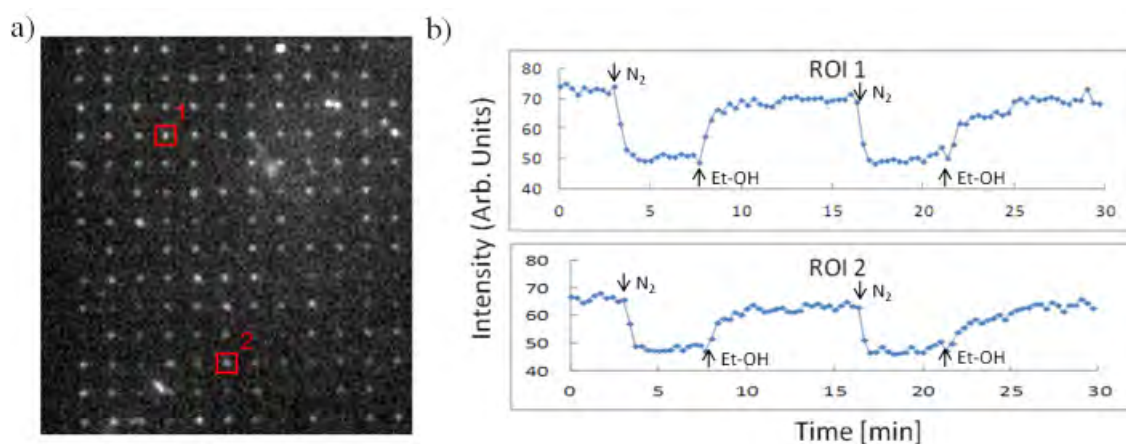 a)
1
2
b)
Intensity (Arb. Units)
ROI 1
80
70
60
50
40
N₂
Et-OH
N₂
Et-OH
0 5 10 15 20 25 30
ROI 2
80
70
60
50
40
N₂
Et-OH
N₂
Et-OH
0 5 10 15 20 25 30
Time [min]